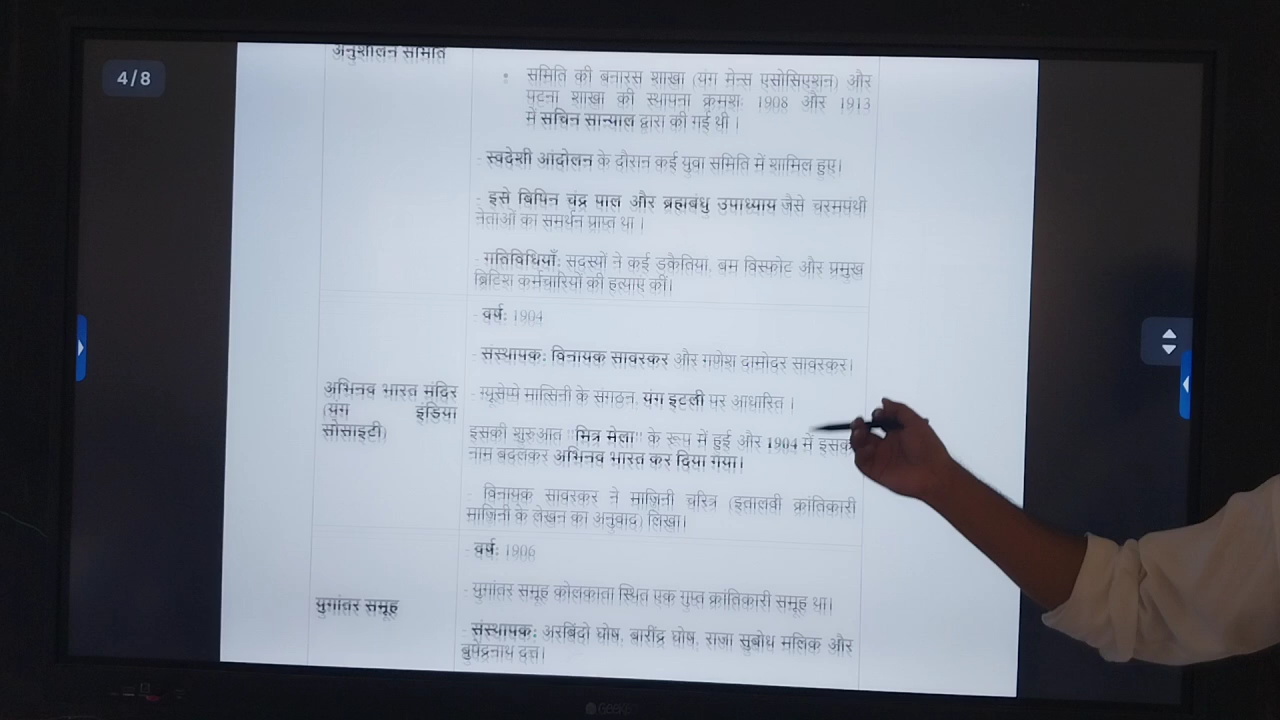 4/8
अनुशीलन समिति
• समिति की बनारस शाखा (यंग मेन्स एसोसिएशन) और
पटना शाखा की स्थापना क्रमशः 1908 और 1913
में सचिन सान्याल द्वारा की गई थी।
- स्वदेशी आंदोलन के दौरान कई युवा समिति में शामिल हुए।
- इसे बिपिन चंद्र पाल और ब्रह्मबंधु उपाध्याय जैसे चरमपंथी
नेताओं का समर्थन प्राप्त था।
- गतिविधियाँ: सदस्यों ने कई डकैतियां, बम विस्फोट और प्रमुख
ब्रिटिश कर्मचारियों की हत्याएं कीं।
अभिनव भारत मंदिर
(यंग इंडिया
सोसाइटी)
- वर्ष: 1904
- संस्थापक: विनायक सावरकर और गणेश दामोदर सावरकर।
- ग्यूसेप्पे मात्सिनी के संगठन, यंग इटली पर आधारित।
इसकी शुरुआत "मित्र मेला" के रूप में हुई और 1904 में इसका
नाम बदलकर अभिनव भारत कर दिया गया।
- विनायक सावरकर ने माज़िनी चरित्र (इतालवी क्रांतिकारी
माज़िनी के लेखन का अनुवाद) लिखा।
युगांतर समूह
- वर्ष: 1906
- युगांतर समूह कोलकाता स्थित एक गुप्त क्रांतिकारी समूह था।
- संस्थापक: अरबिंदो घोष, बारींद्र घोष, राजा सुबोध मलिक और
भूपेंद्रनाथ दत्त।